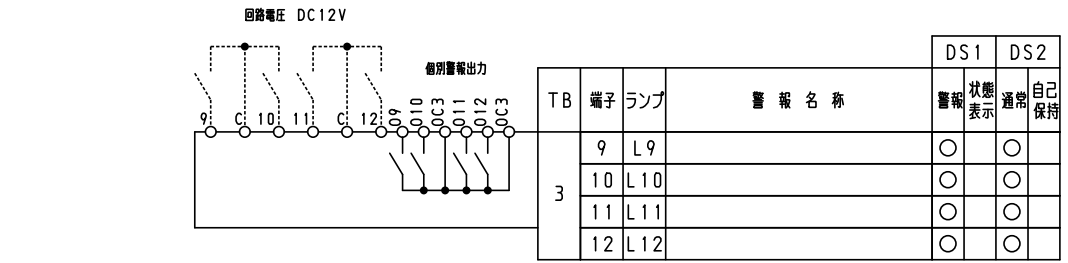 回路電圧 DC12V
個別警報出力
9 C 10 11 C 12 O9 O10 OC3 O11 O12 OC3
DS1 DS2
TB 端子 ランプ 警報名称 警報 状態表示 通常 自己保持
3
9 L9 ○ ○
10 L10 ○ ○
11 L11 ○ ○
12 L12 ○ ○